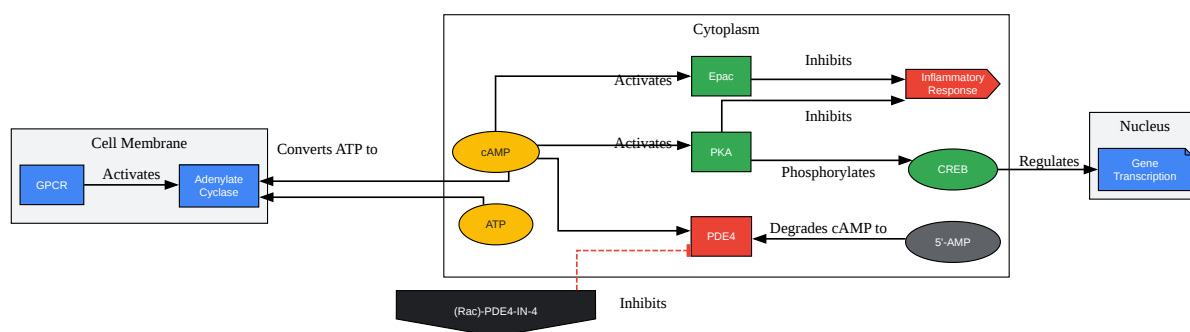 Cytoplasm
Epac
Activates
Inhibits
Inflammatory
Response
Inhibits
Cell Membrane
GPCR
Activates
Adenylate
Cyclase
Converts ATP to
cAMP
Activates
PKA
Phosphorylates
CREB
Regulates
Nucleus
Gene
Transcription
ATP
PDE4
Degrades cAMP to
5'-AMP
(Rac)-PDE4-IN-4
Inhibits